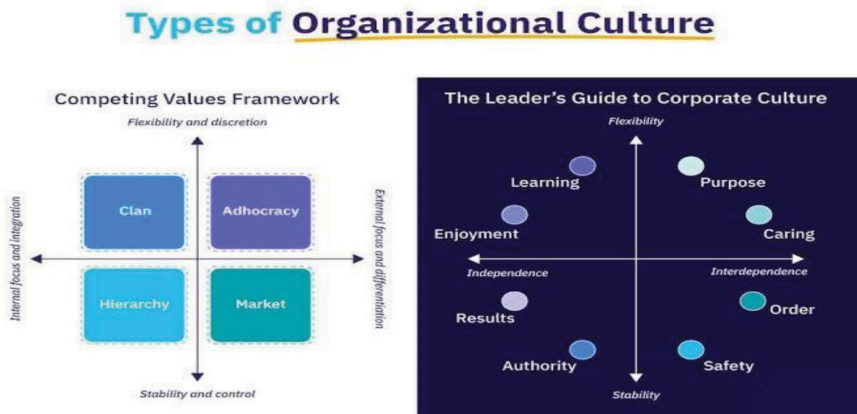 Types of Organizational Culture
Competing Values Framework
Flexibility and discretion
Internal focus and integration
Clan
Adhocracy
Hierarchy
Market
External focus and differentiation
Stability and control
The Leader's Guide to Corporate Culture
Flexibility
Learning
Purpose
Enjoyment
Caring
Independence
Interdependence
Results
Order
Authority
Safety
Stability